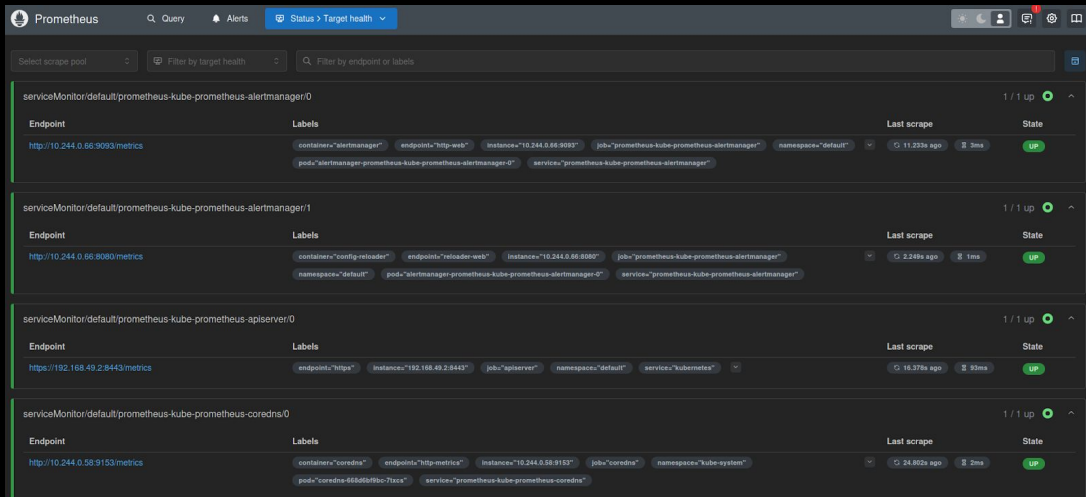 Prometheus Query Alerts Status > Target health !
Select scrape pool Filter by target health Filter by endpoint or labels
serviceMonitor/default/prometheus-kube-prometheus-alertmanager/0 1 / 1 up
Endpoint Labels Last scrape State
http://10.244.0.66:9093/metrics container="alertmanager" endpoint="http-web" instance="10.244.0.66:9093" job="prometheus-kube-prometheus-alertmanager" namespace="default" 11.233s ago 3ms UP
pod="alertmanager-prometheus-kube-prometheus-alertmanager-0" service="prometheus-kube-prometheus-alertmanager"
serviceMonitor/default/prometheus-kube-prometheus-alertmanager/1 1 / 1 up
Endpoint Labels Last scrape State
http://10.244.0.66:8080/metrics container="config-reloader" endpoint="reloader-web" instance="10.244.0.66:8080" job="prometheus-kube-prometheus-alertmanager" 2.249s ago 1ms UP
namespace="default" pod="alertmanager-prometheus-kube-prometheus-alertmanager-0" service="prometheus-kube-prometheus-alertmanager"
serviceMonitor/default/prometheus-kube-prometheus-apiserver/0 1 / 1 up
Endpoint Labels Last scrape State
https://192.168.49.2:8443/metrics endpoint="https" instance="192.168.49.2:8443" job="apiserver" namespace="default" service="kubernetes" 16.378s ago 93ms UP
serviceMonitor/default/prometheus-kube-prometheus-coredns/0 1 / 1 up
Endpoint Labels Last scrape State
http://10.244.0.58:9153/metrics container="coredns" endpoint="http-metrics" instance="10.244.0.58:9153" job="coredns" namespace="kube-system" 24.802s ago 2ms UP
pod="coredns-668d6bf9bc-7txcs" service="prometheus-kube-prometheus-coredns"